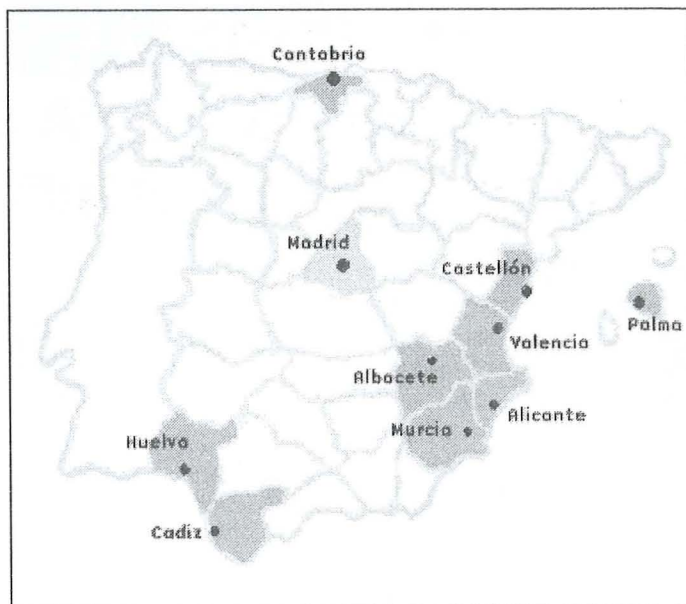 Cantabria
Madrid
Castellón
Palma
Valencia
Albacete
Alicante
Murcia
Huelva
Cadiz